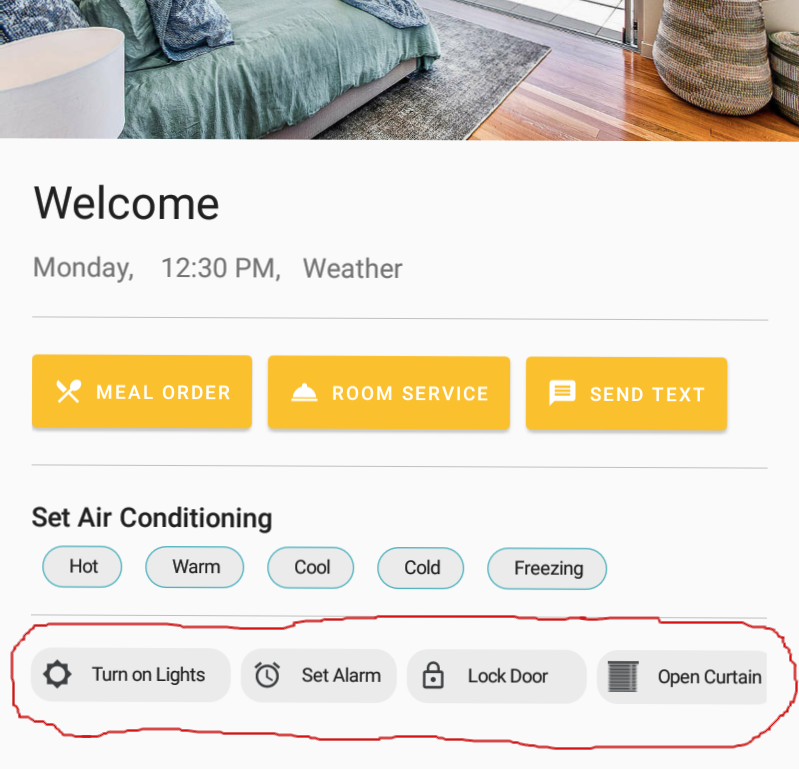 Welcome
Monday, 12:30 PM, Weather
MEAL ORDER ROOM SERVICE SEND TEXT
Set Air Conditioning
Hot Warm Cool Cold Freezing
Turn on Lights Set Alarm Lock Door Open Curtain